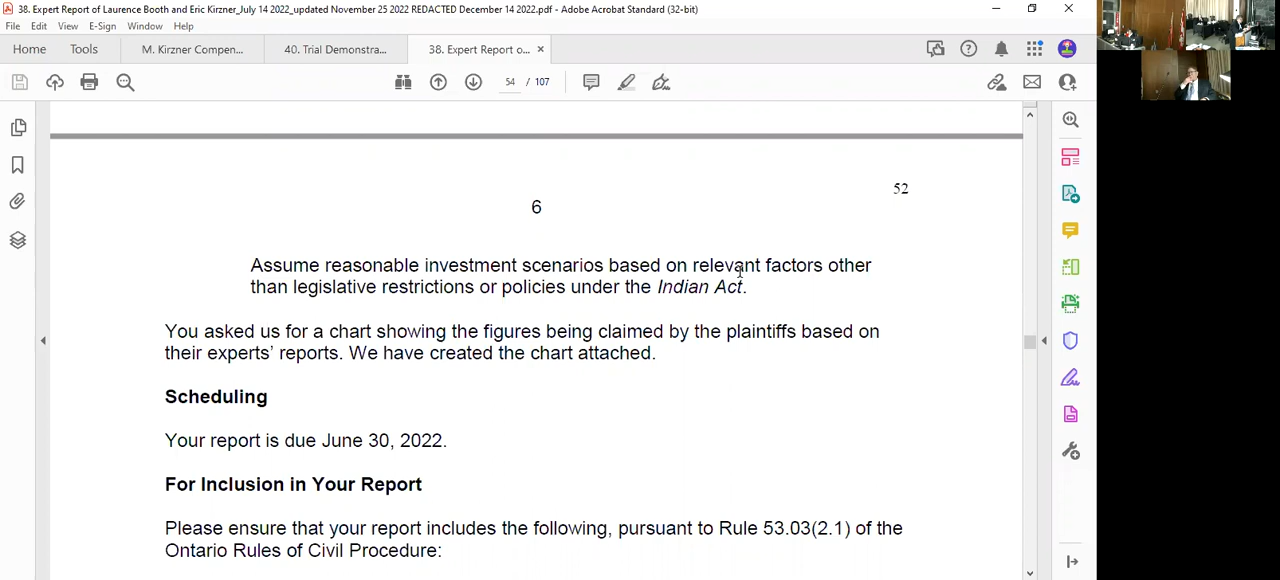 38. Expert Report of Laurence Booth and Eric Kirzner_July 14 2022_updated November 25 2022 REDACTED December 14 2022.pdf - Adobe Acrobat Standard (32-bit)
File Edit View E-Sign Window Help
Home Tools M. Kirzner Compen... 40. Trial Demonstra... 38. Expert Report o... ×
54 / 107
52
6
Assume reasonable investment scenarios based on relevant factors other
than legislative restrictions or policies under the Indian Act.
You asked us for a chart showing the figures being claimed by the plaintiffs based on
their experts' reports. We have created the chart attached.
Scheduling
Your report is due June 30, 2022.
For Inclusion in Your Report
Please ensure that your report includes the following, pursuant to Rule 53.03(2.1) of the
Ontario Rules of Civil Procedure: